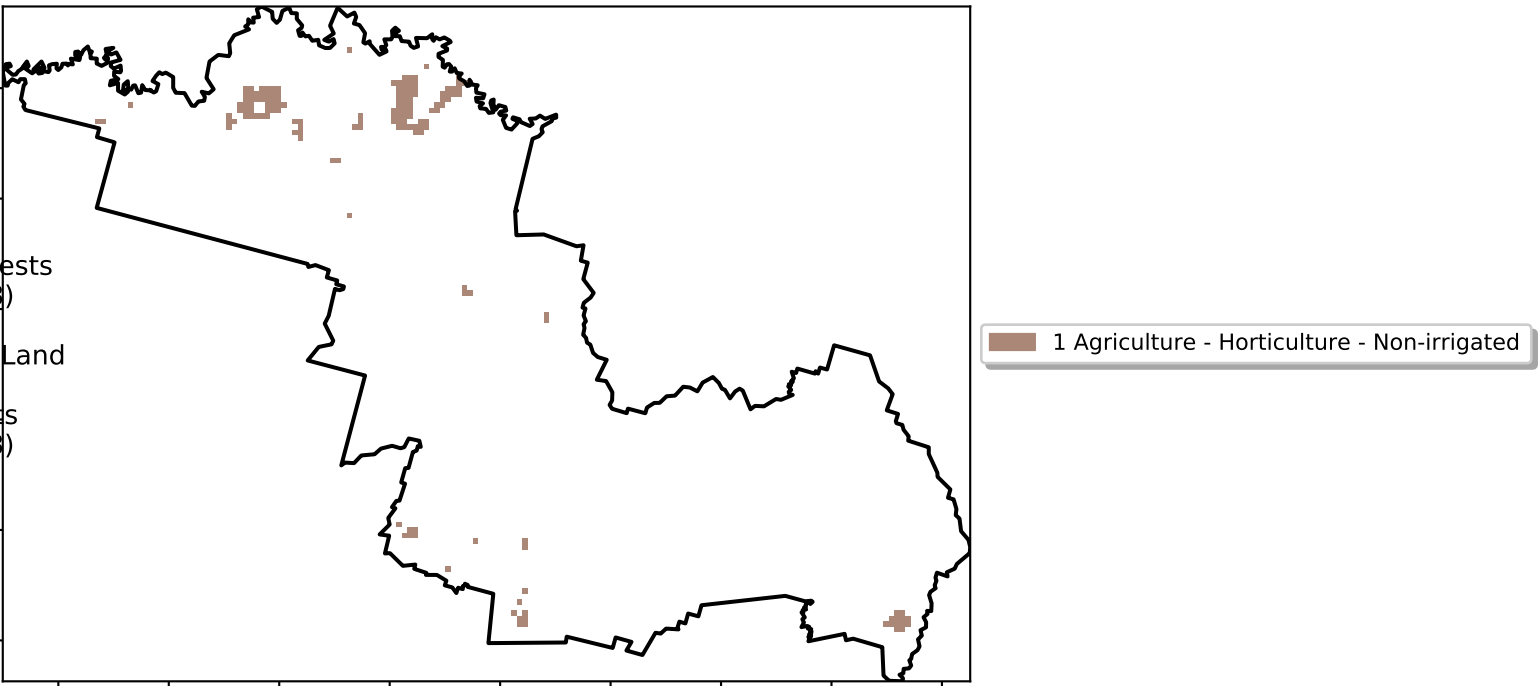 ests
)
Land
s
)
1 Agriculture - Horticulture - Non-irrigated